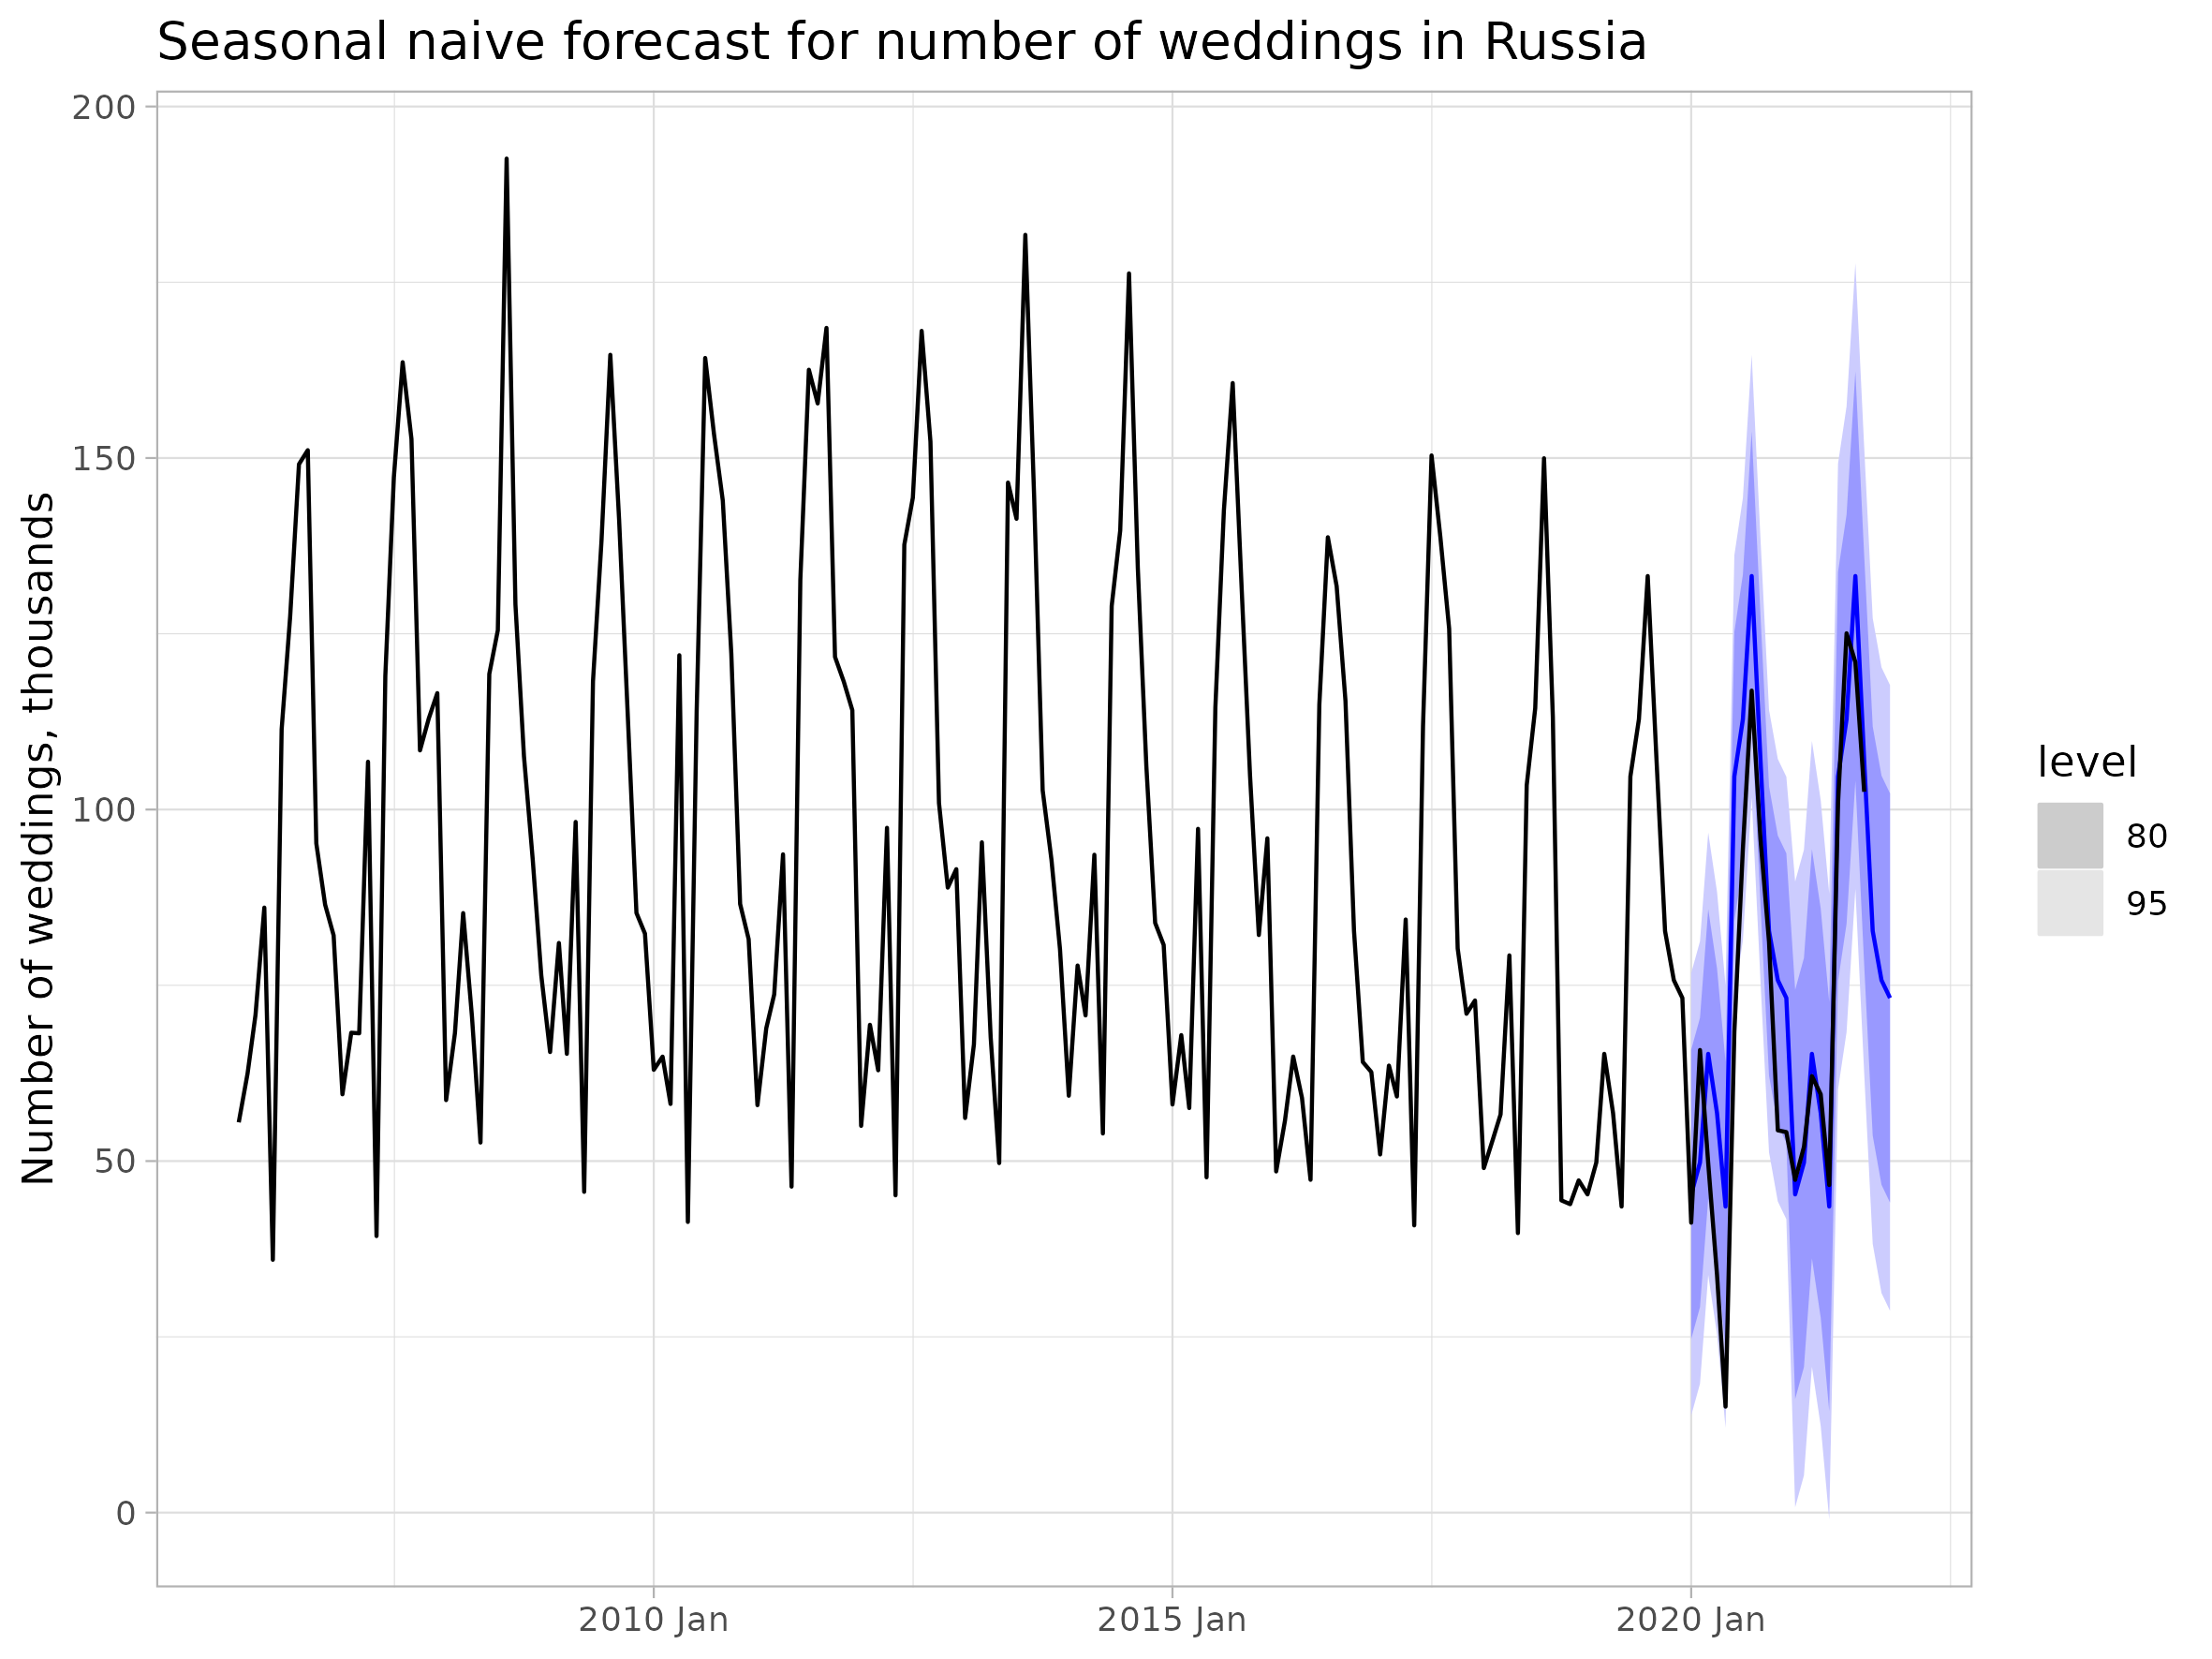 Seasonal naive forecast for number of weddings in Russia
Number of weddings, thousands
200
150
100
50
0
2010 Jan
2015 Jan
2020 Jan
level
80
95